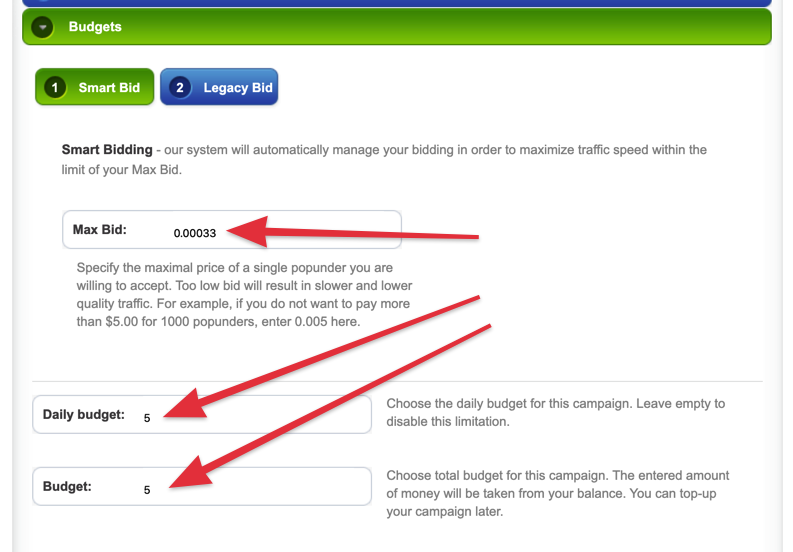 Budgets
1 Smart Bid 2 Legacy Bid
Smart Bidding - our system will automatically manage your bidding in order to maximize traffic speed within the
limit of your Max Bid.
Max Bid: 0.00033
Specify the maximal price of a single popunder you are
willing to accept. Too low bid will result in slower and lower
quality traffic. For example, if you do not want to pay more
than $5.00 for 1000 popunders, enter 0.005 here.
Daily budget: 5
Choose the daily budget for this campaign. Leave empty to
disable this limitation.
Budget: 5
Choose total budget for this campaign. The entered amount
of money will be taken from your balance. You can top-up
your campaign later.